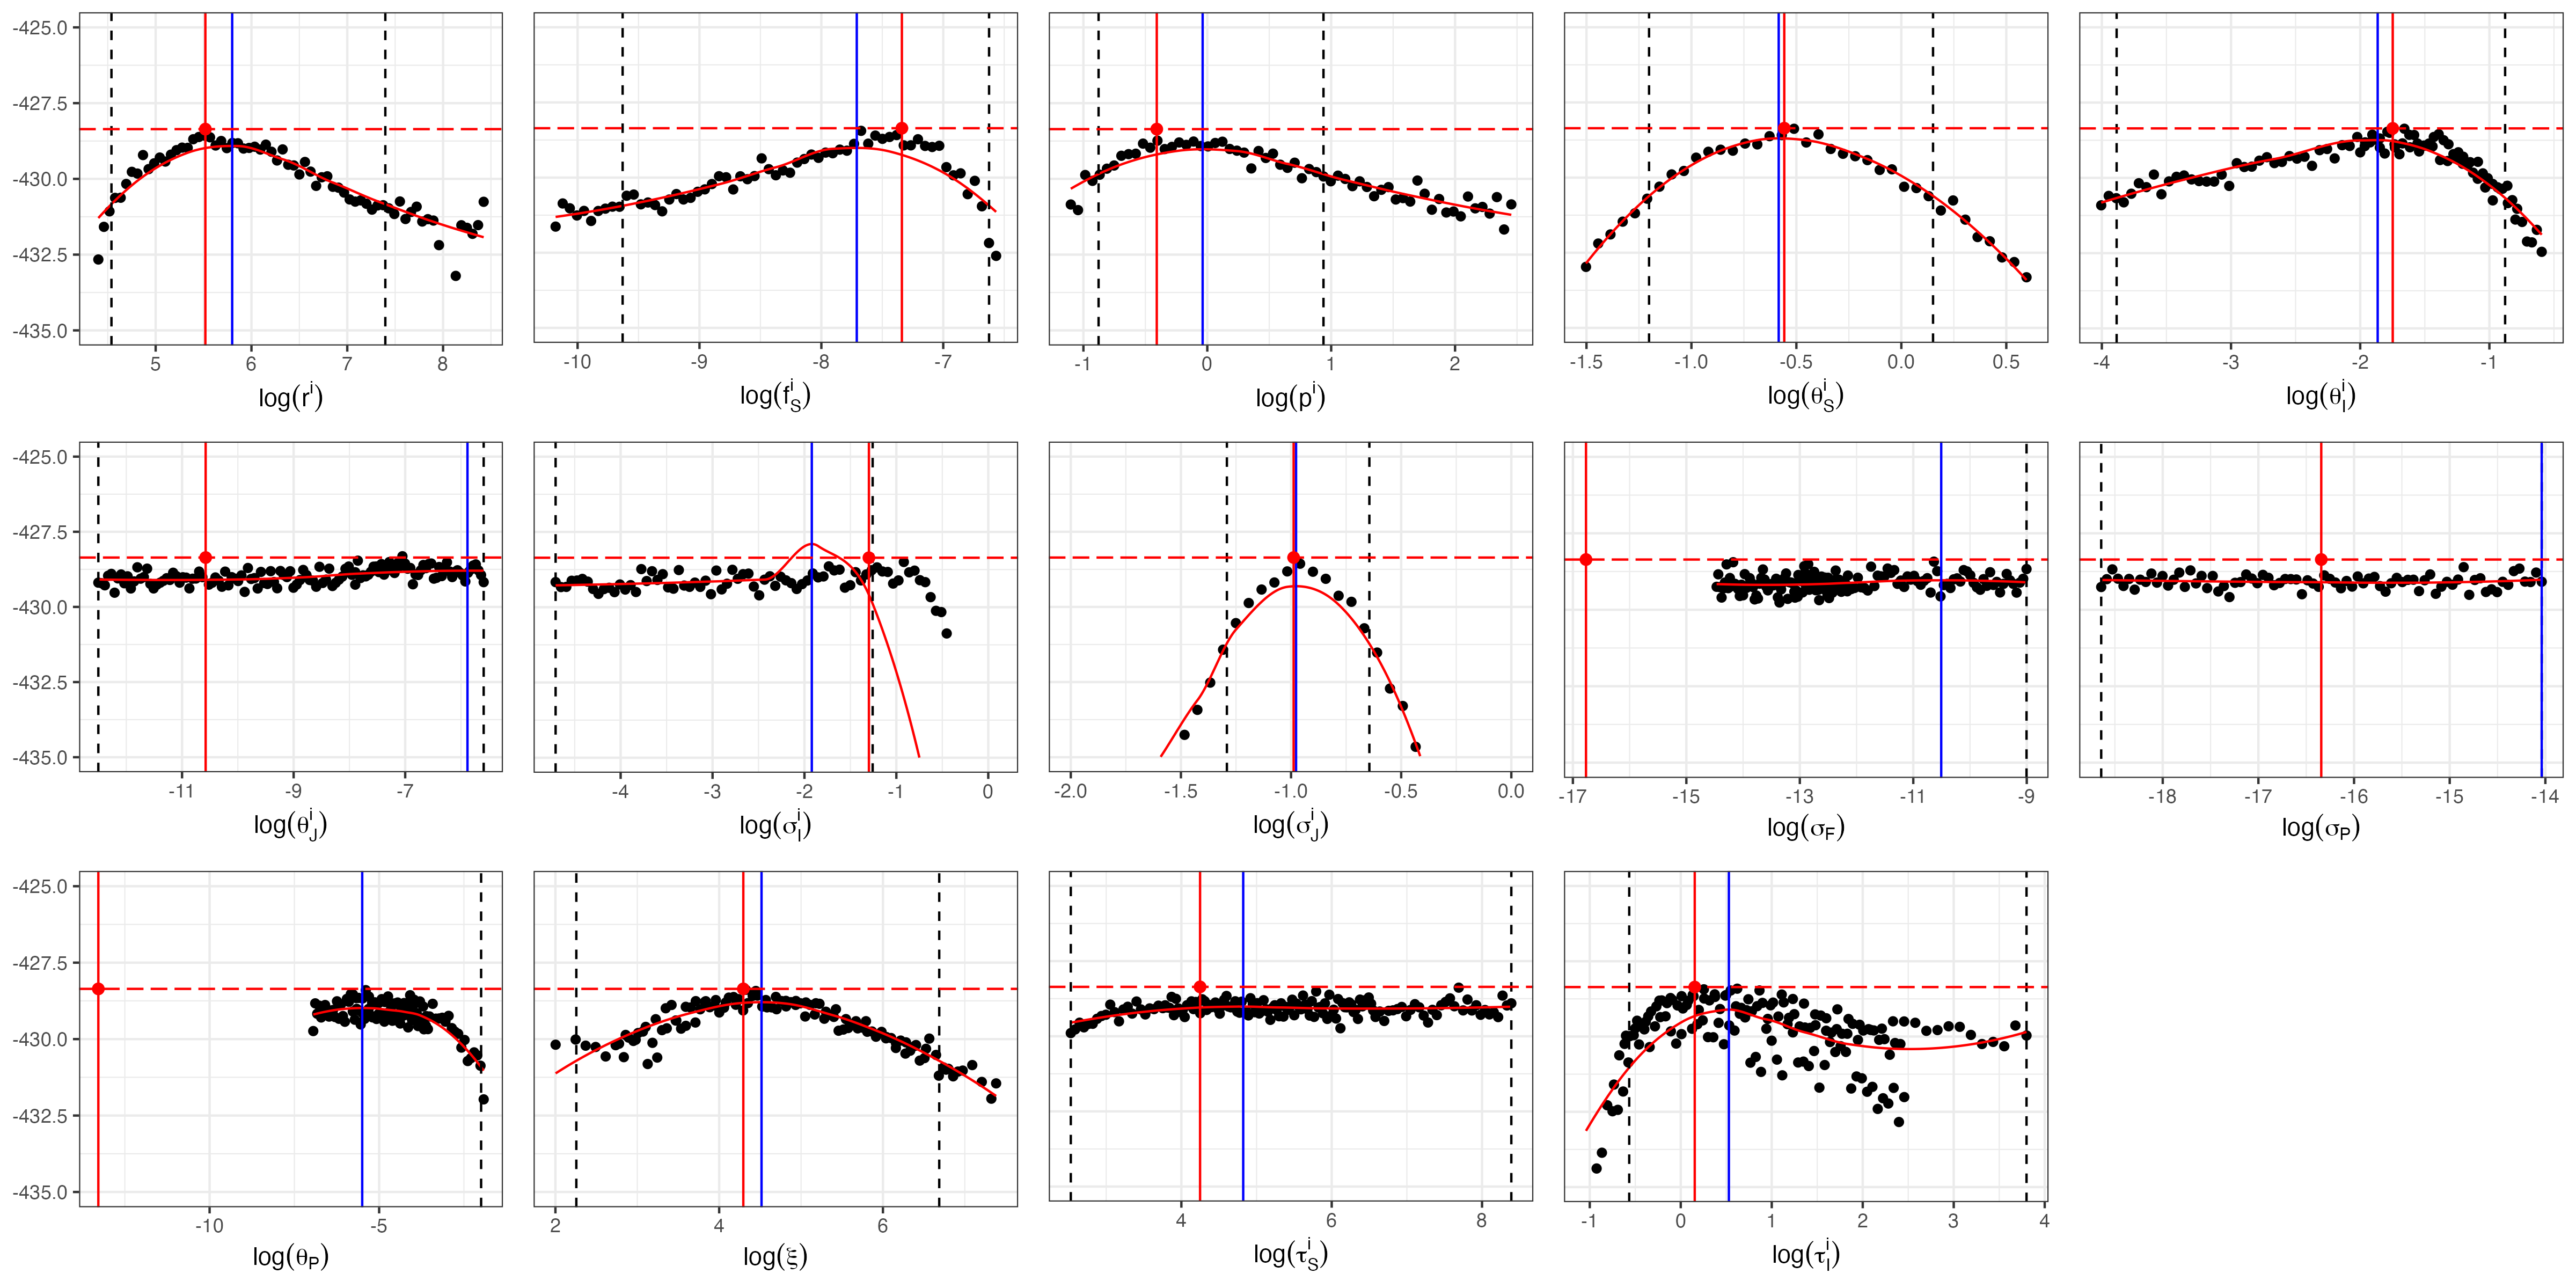 -425.0
-427.5
-430.0
-432.5
-435.0
5 6 7 8
log(r^i)
-10 -9 -8 -7
log(f_S^i)
-1 0 1 2
log(p^i)
-1.5 -1.0 -0.5 0.0 0.5
log(θ_S^i)
-4 -3 -2 -1
log(θ_I^i)
-425.0
-427.5
-430.0
-432.5
-435.0
-11 -9 -7
log(θ_J^i)
-4 -3 -2 -1 0
log(σ_I^i)
-2.0 -1.5 -1.0 -0.5 0.0
log(σ_J^i)
-17 -15 -13 -11 -9
log(σ_F)
-18 -17 -16 -15 -14
log(σ_P)
-425.0
-427.5
-430.0
-432.5
-435.0
-10 -5
log(θ_P)
2 4 6
log(ξ)
4 6 8
log(τ_S^i)
-1 0 1 2 3 4
log(τ_I^i)